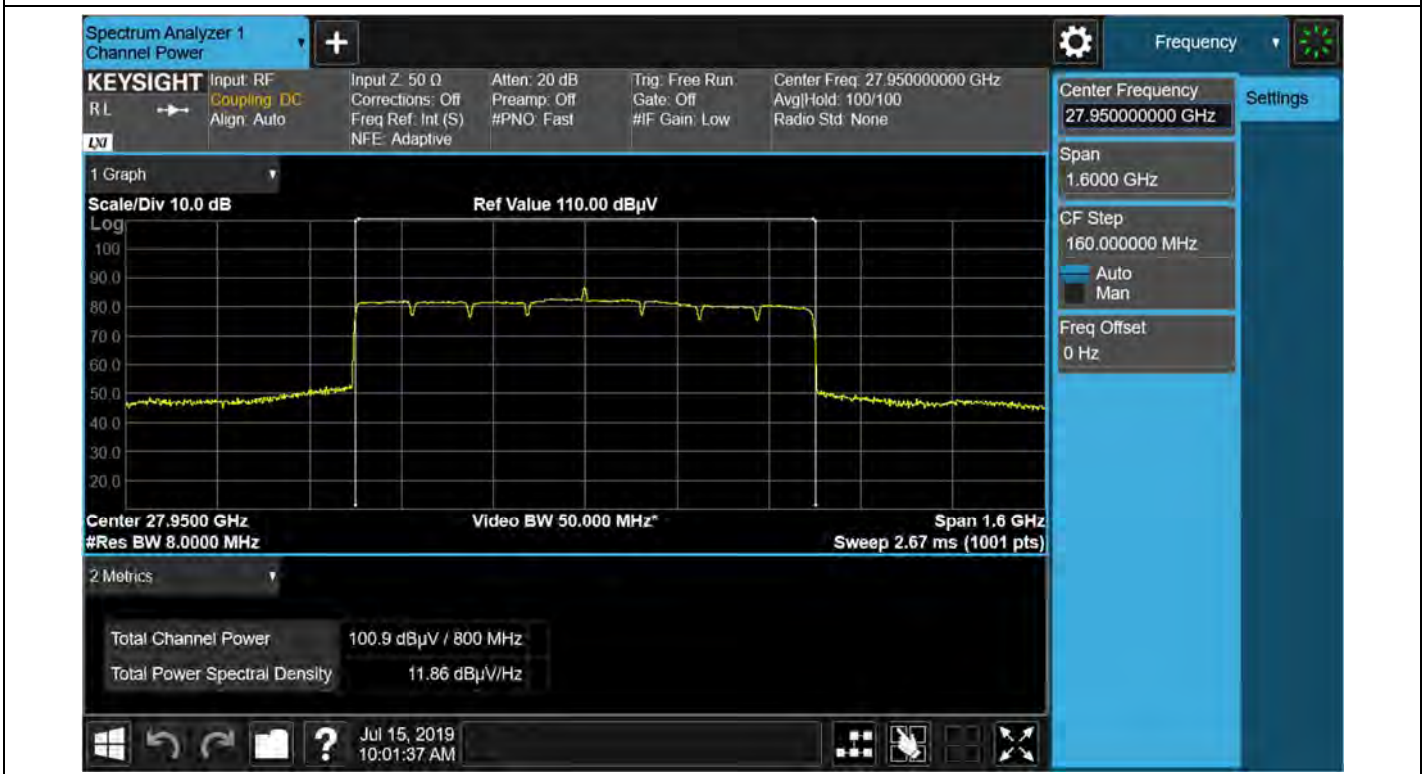 Spectrum Analyzer 1
Channel Power
+
Frequency
KEYSIGHT
R L
LXI
Input: RF
Coupling: DC
Align: Auto
Input Z: 50 Ω
Corrections: Off
Freq Ref: Int (S)
NFE: Adaptive
Atten: 20 dB
Preamp: Off
#PNO: Fast
Trig: Free Run
Gate: Off
#IF Gain: Low
Center Freq: 27.950000000 GHz
Avg|Hold: 100/100
Radio Std: None
Center Frequency
27.950000000 GHz
Settings
Span
1.6000 GHz
CF Step
160.000000 MHz
Auto
Man
Freq Offset
0 Hz
1 Graph
Scale/Div 10.0 dB
Ref Value 110.00 dBµV
Log
100
90.0
80.0
70.0
60.0
50.0
40.0
30.0
20.0
Center 27.9500 GHz
Video BW 50.000 MHz*
Span 1.6 GHz
#Res BW 8.0000 MHz
Sweep 2.67 ms (1001 pts)
2 Metrics
Total Channel Power 100.9 dBµV / 800 MHz
Total Power Spectral Density 11.86 dBµV/Hz
?
Jul 15, 2019
10:01:37 AM